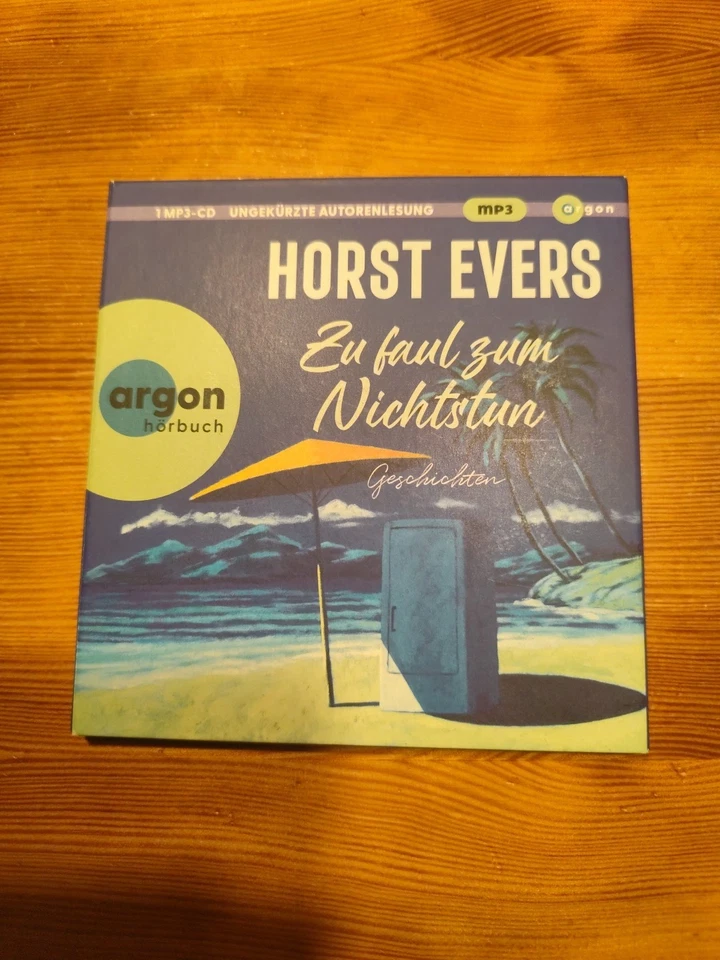 1 MP3-CD UNGEKÜRZTE AUTORENLESUNG MP3 argon
HORST EVERS
Zu faul zum
Nichtstun
Geschichten
argon
hörbuch